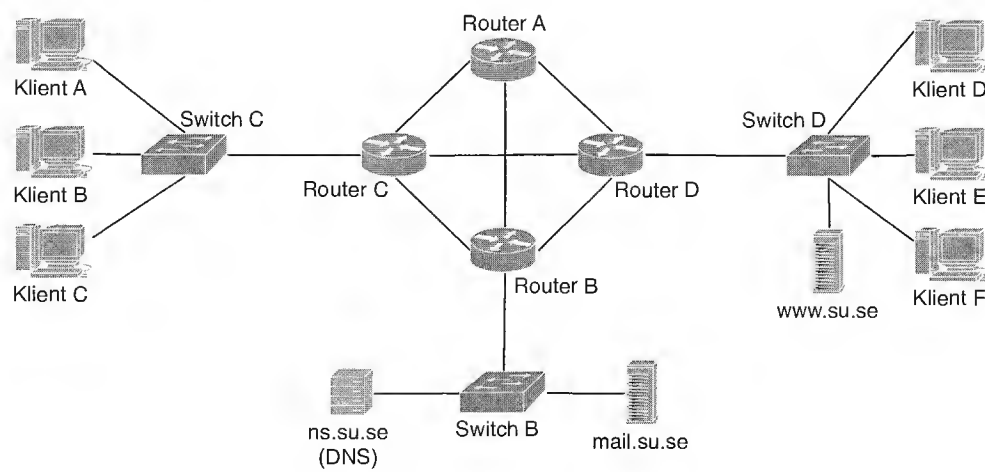 Router A
Klient A
Klient D
Switch C
Switch D
Klient B
Router C
Router D
Klient E
Klient C
Router B
Klient F
www.su.se
ns.su.se
(DNS)
Switch B
mail.su.se